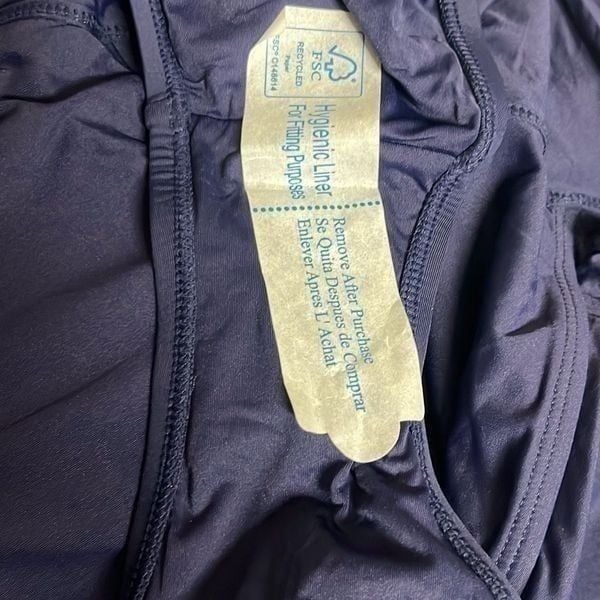 FSC
RECYCLED
Paper
FSC® C148614
Hygienic Liner
For Fitting Purposes
Remove After Purchase
Se Quita Despues de Comprar
Enlever Apres L' Achat